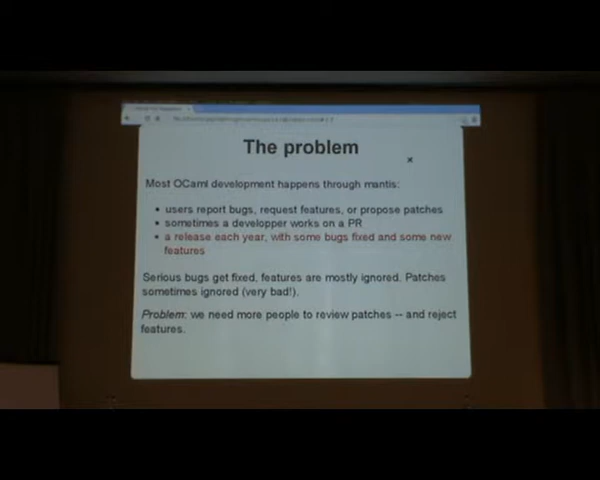 The problem
Most OCaml development happens through mantis:
• users report bugs, request features, or propose patches
• sometimes a developper works on a PR
• a release each year, with some bugs fixed and some new
features
Serious bugs get fixed, features are mostly ignored. Patches
sometimes ignored (very bad!).
Problem: we need more people to review patches -- and reject
features.